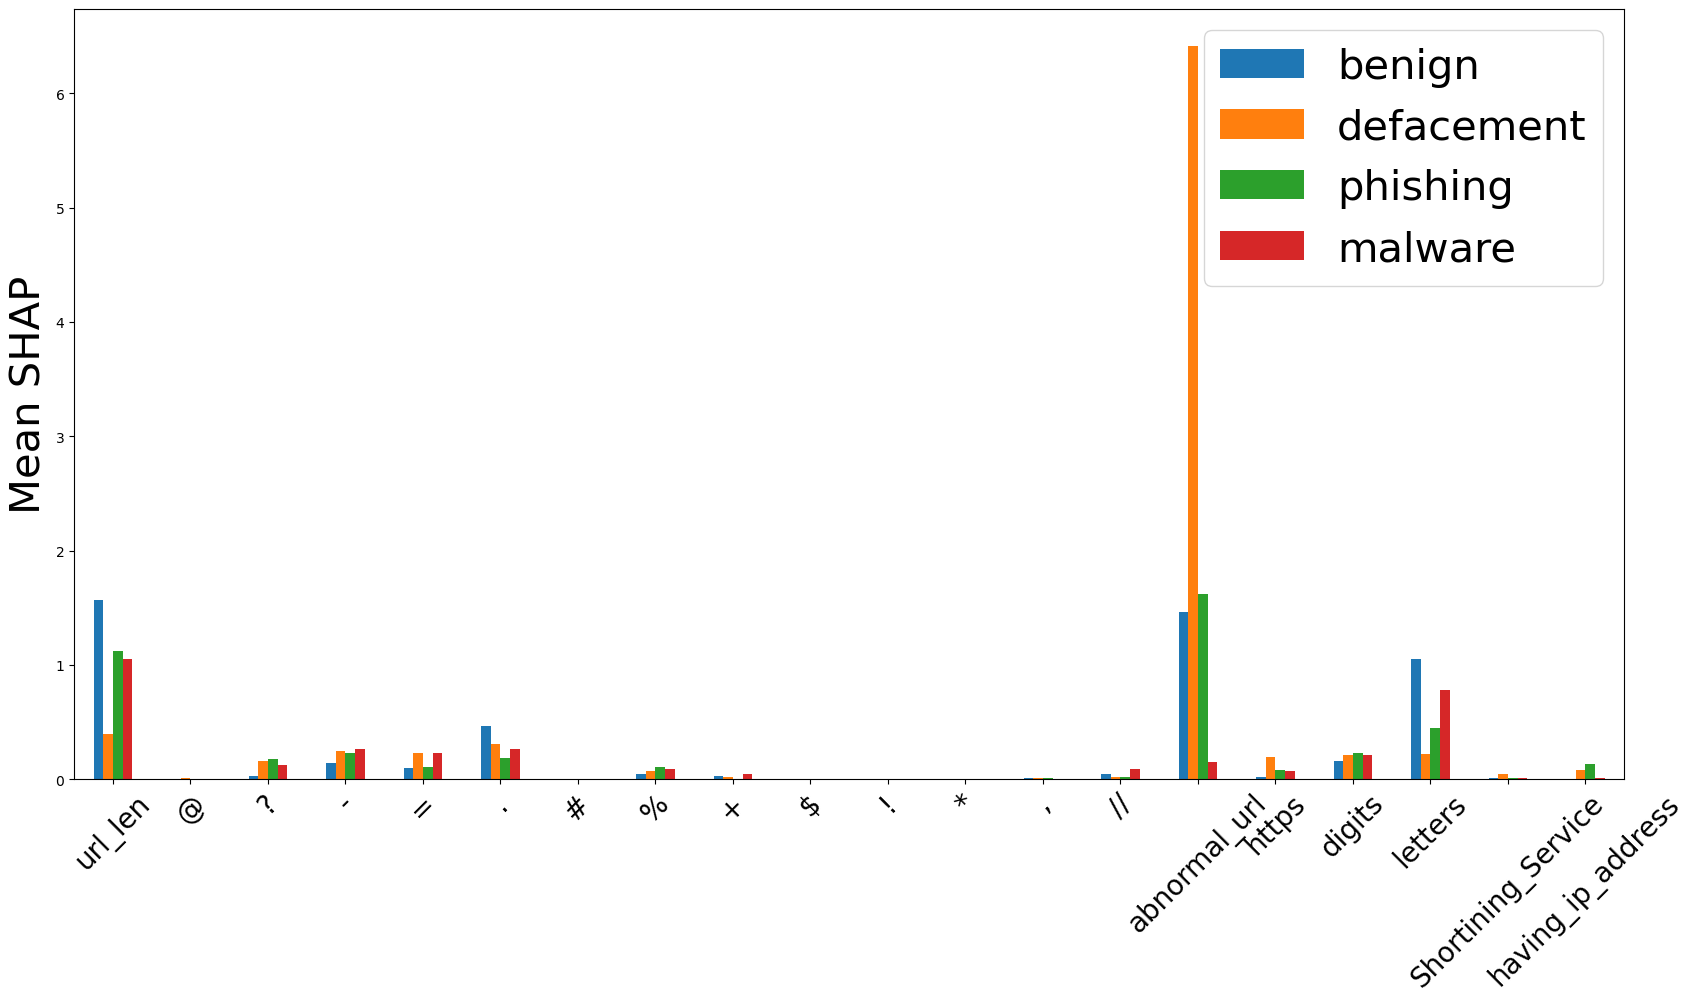 benign
defacement
phishing
malware
Mean SHAP
6
5
4
3
2
1
0
url_len
@
?
-
=
.
#
%
+
$
!
*
,
//
abnormal_url
https
digits
letters
Shortining_Service
having_ip_address